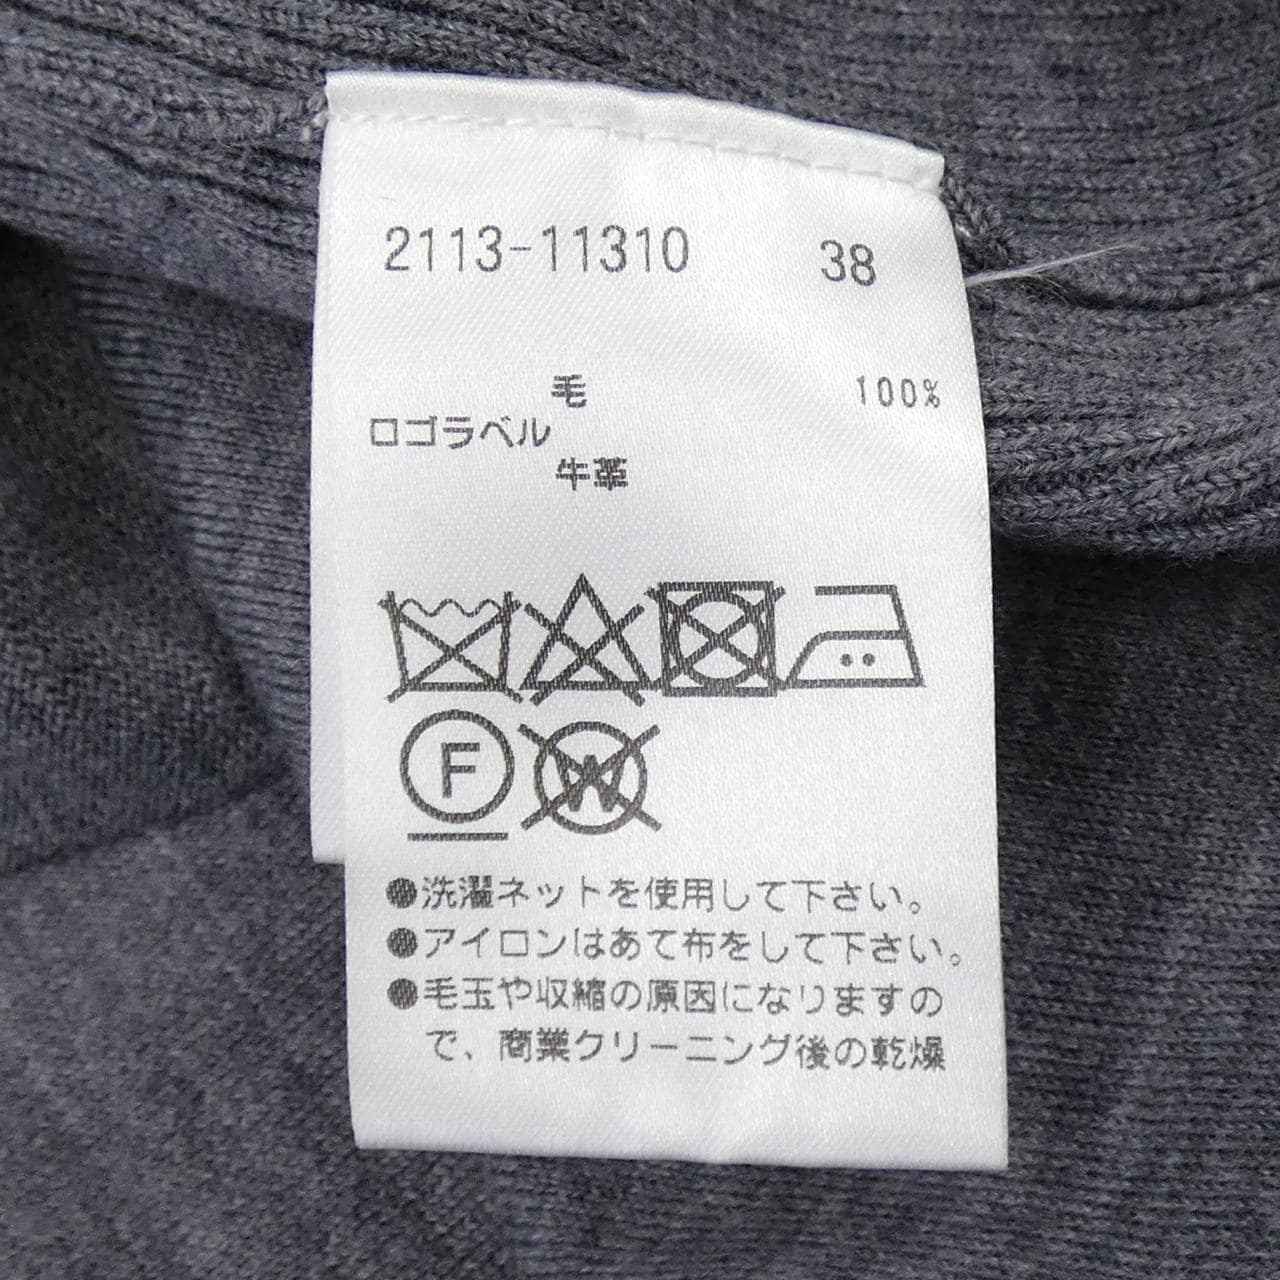 2113-11310 38
毛 100%
ロゴラベル
牛革
F W
●洗濯ネットを使用して下さい。
●アイロンはあて布をして下さい。
●毛玉や収縮の原因になりますの
で、商業クリーニング後の乾燥